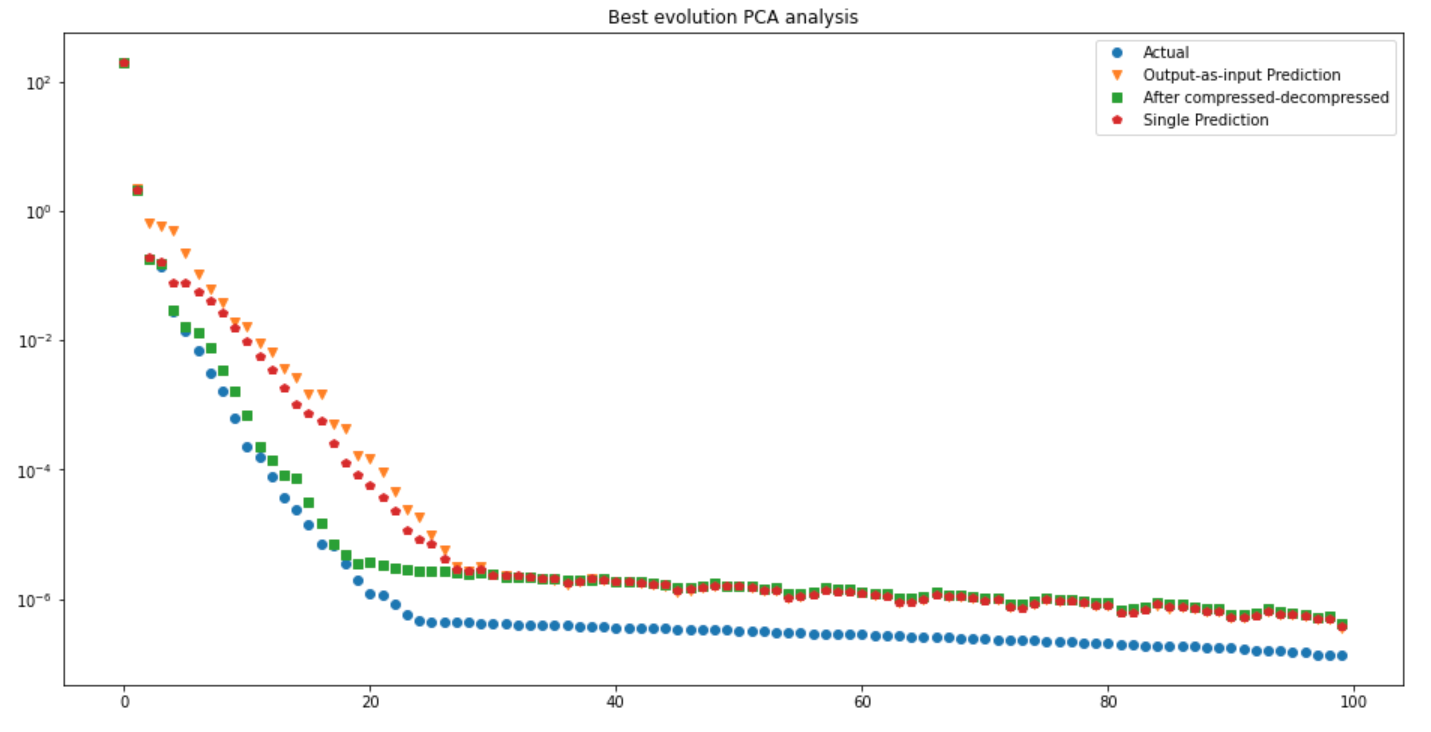 Best evolution PCA analysis
Actual
Output-as-input Prediction
After compressed-decompressed
Single Prediction
10²
10⁰
10⁻²
10⁻⁴
10⁻⁶
0 20 40 60 80 100